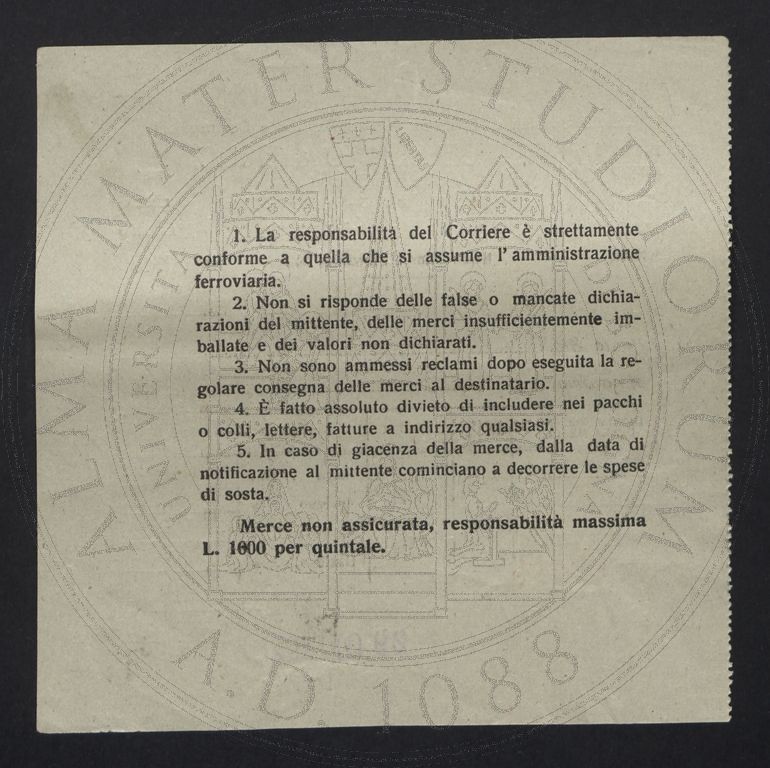 1. La responsabilità del Corriere è strettamente
conforme a quella che si assume l'amministrazione
ferroviaria.
2. Non si risponde delle false o mancate dichia-
razioni del mittente, delle merci insufficientemente im-
ballate e dei valori non dichiarati.
3. Non sono ammessi reclami dopo eseguita la re-
golare consegna delle merci al destinatario.
4. È fatto assoluto divieto di includere nei pacchi
o colli, lettere, fatture a indirizzo qualsiasi.
5. In caso di giacenza della merce, dalla data di
notificazione al mittente cominciano a decorrere le spese
di sosta.
Merce non assicurata, responsabilità massima
L. 1000 per quintale.
ALMA MATER STUDIORUM
A.D. 1088